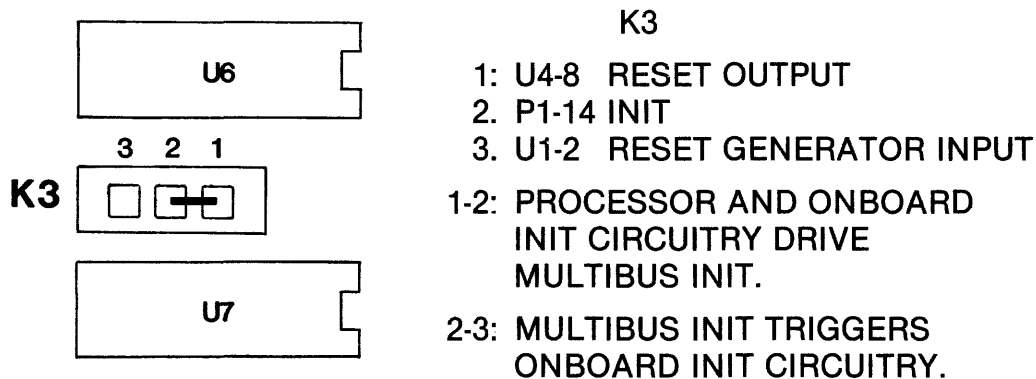 U6
3 2 1
K3
U7
K3
1: U4-8 RESET OUTPUT
2. P1-14 INIT
3. U1-2 RESET GENERATOR INPUT
1-2: PROCESSOR AND ONBOARD
INIT CIRCUITRY DRIVE
MULTIBUS INIT.
2-3: MULTIBUS INIT TRIGGERS
ONBOARD INIT CIRCUITRY.